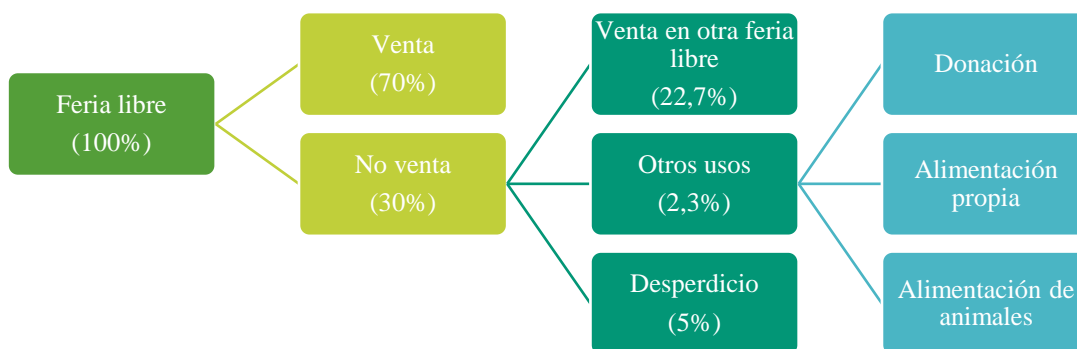 Feria libre
(100%)
Venta
(70%)
No venta
(30%)
Venta en otra feria
libre
(22,7%)
Otros usos
(2,3%)
Desperdicio
(5%)
Donación
Alimentación
propia
Alimentación de
animales